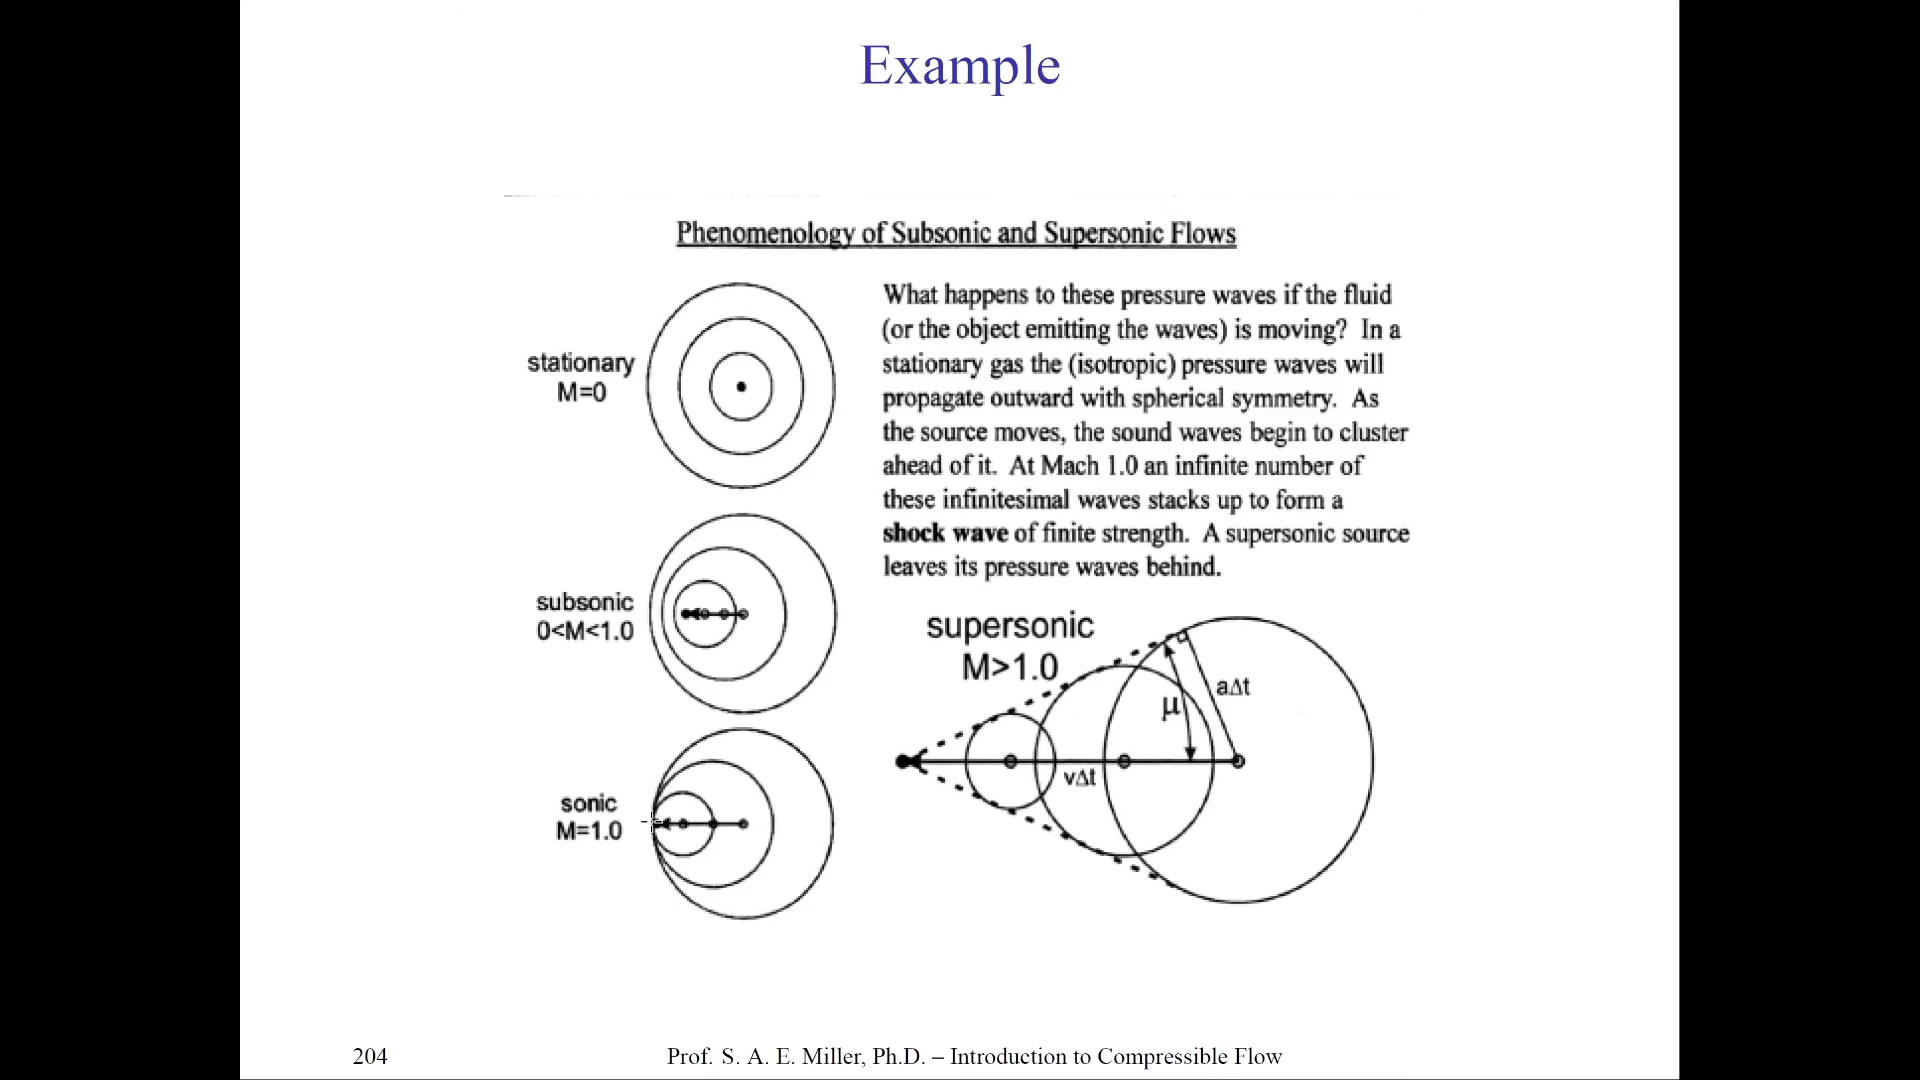 Example
Phenomenology of Subsonic and Supersonic Flows
stationary
M=0
What happens to these pressure waves if the fluid
(or the object emitting the waves) is moving? In a
stationary gas the (isotropic) pressure waves will
propagate outward with spherical symmetry. As
the source moves, the sound waves begin to cluster
ahead of it. At Mach 1.0 an infinite number of
these infinitesimal waves stacks up to form a
shock wave of finite strength. A supersonic source
leaves its pressure waves behind.
subsonic
0<M<1.0
sonic
M=1.0
supersonic
M>1.0
aΔt
μ
vΔt
204
Prof. S. A. E. Miller, Ph.D. – Introduction to Compressible Flow